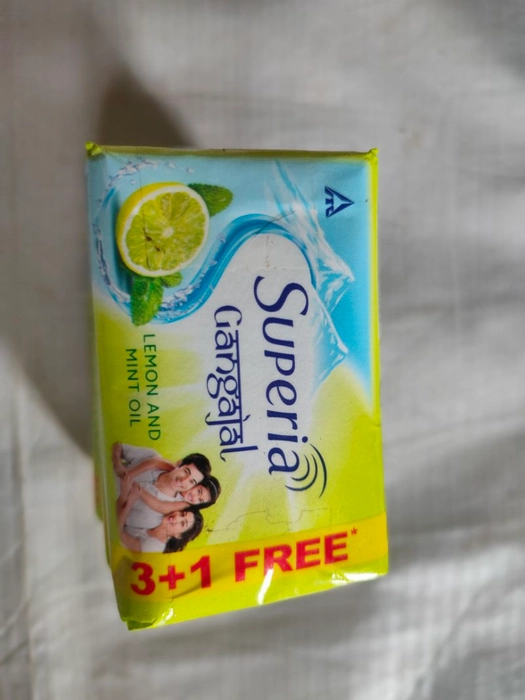 Superia
Gangajal
LEMON AND
MINT OIL
3+1 FREE*